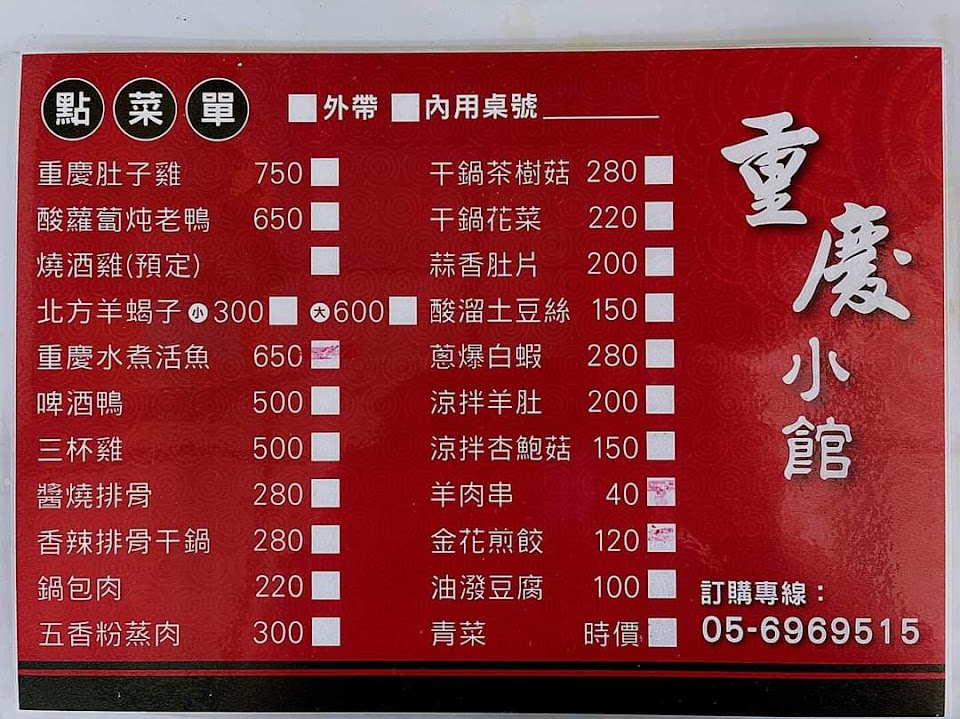 點菜單
外帶 內用桌號
重慶肚子雞 750
酸蘿蔔炖老鴨 650
燒酒雞(預定)
北方羊蝎子 小 300 大 600
重慶水煮活魚 650
啤酒鴨 500
三杯雞 500
醬燒排骨 280
香辣排骨干鍋 280
鍋包肉 220
五香粉蒸肉 300
干鍋茶樹菇 280
干鍋花菜 220
蒜香肚片 200
酸溜土豆絲 150
蔥爆白蝦 280
涼拌羊肚 200
涼拌杏鮑菇 150
羊肉串 40
金花煎餃 120
油潑豆腐 100
青菜 時價
重慶小館
訂購專線：
05-6969515